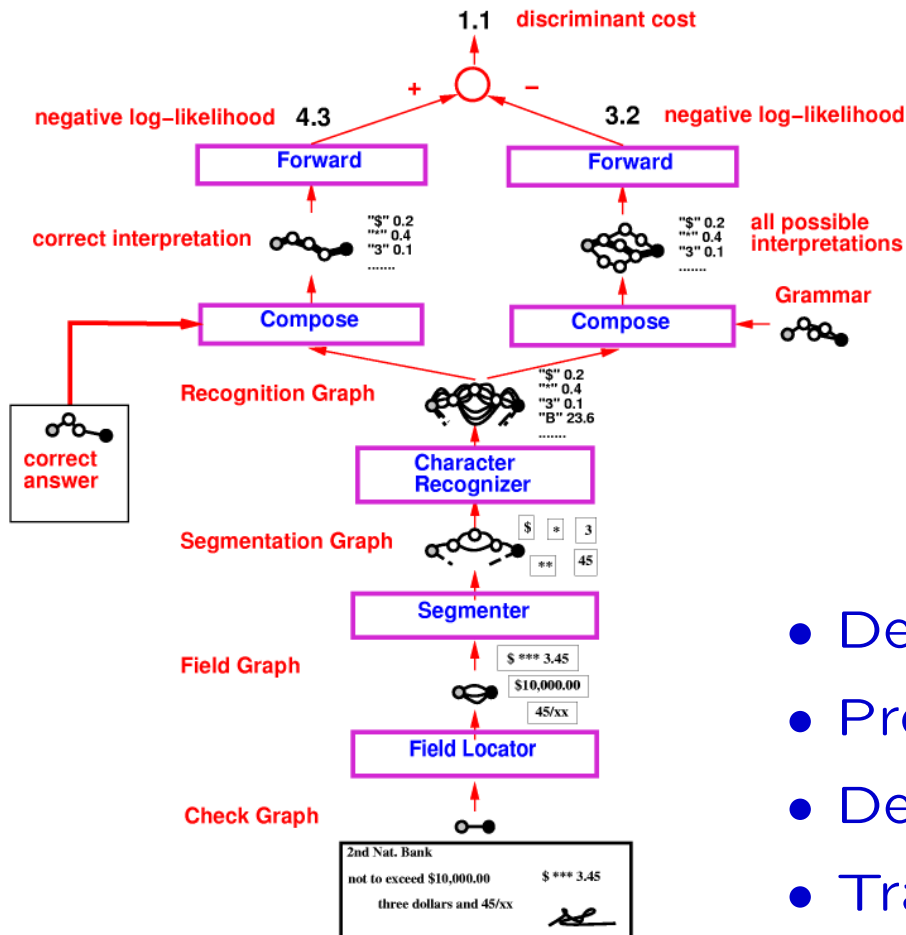 1.1 discriminant cost
+ −
negative log−likelihood 4.3
3.2 negative log−likelihood
Forward
Forward
correct interpretation
"$" 0.2
"*" 0.4
"3" 0.1
.......
"$" 0.2
"*" 0.4
"3" 0.1
.......
all possible
interpretations
Grammar
Compose
Compose
Recognition Graph
"$" 0.2
"*" 0.4
"3" 0.1
"B" 23.6
.......
correct
answer
Character
Recognizer
Segmentation Graph
$ * 3
** 45
Segmenter
Field Graph
$ *** 3.45
$10,000.00
45/xx
Field Locator
Check Graph
2nd Nat. Bank
not to exceed $10,000.00 $ *** 3.45
three dollars and 45/xx
• De
• Pre
• De
• Tra